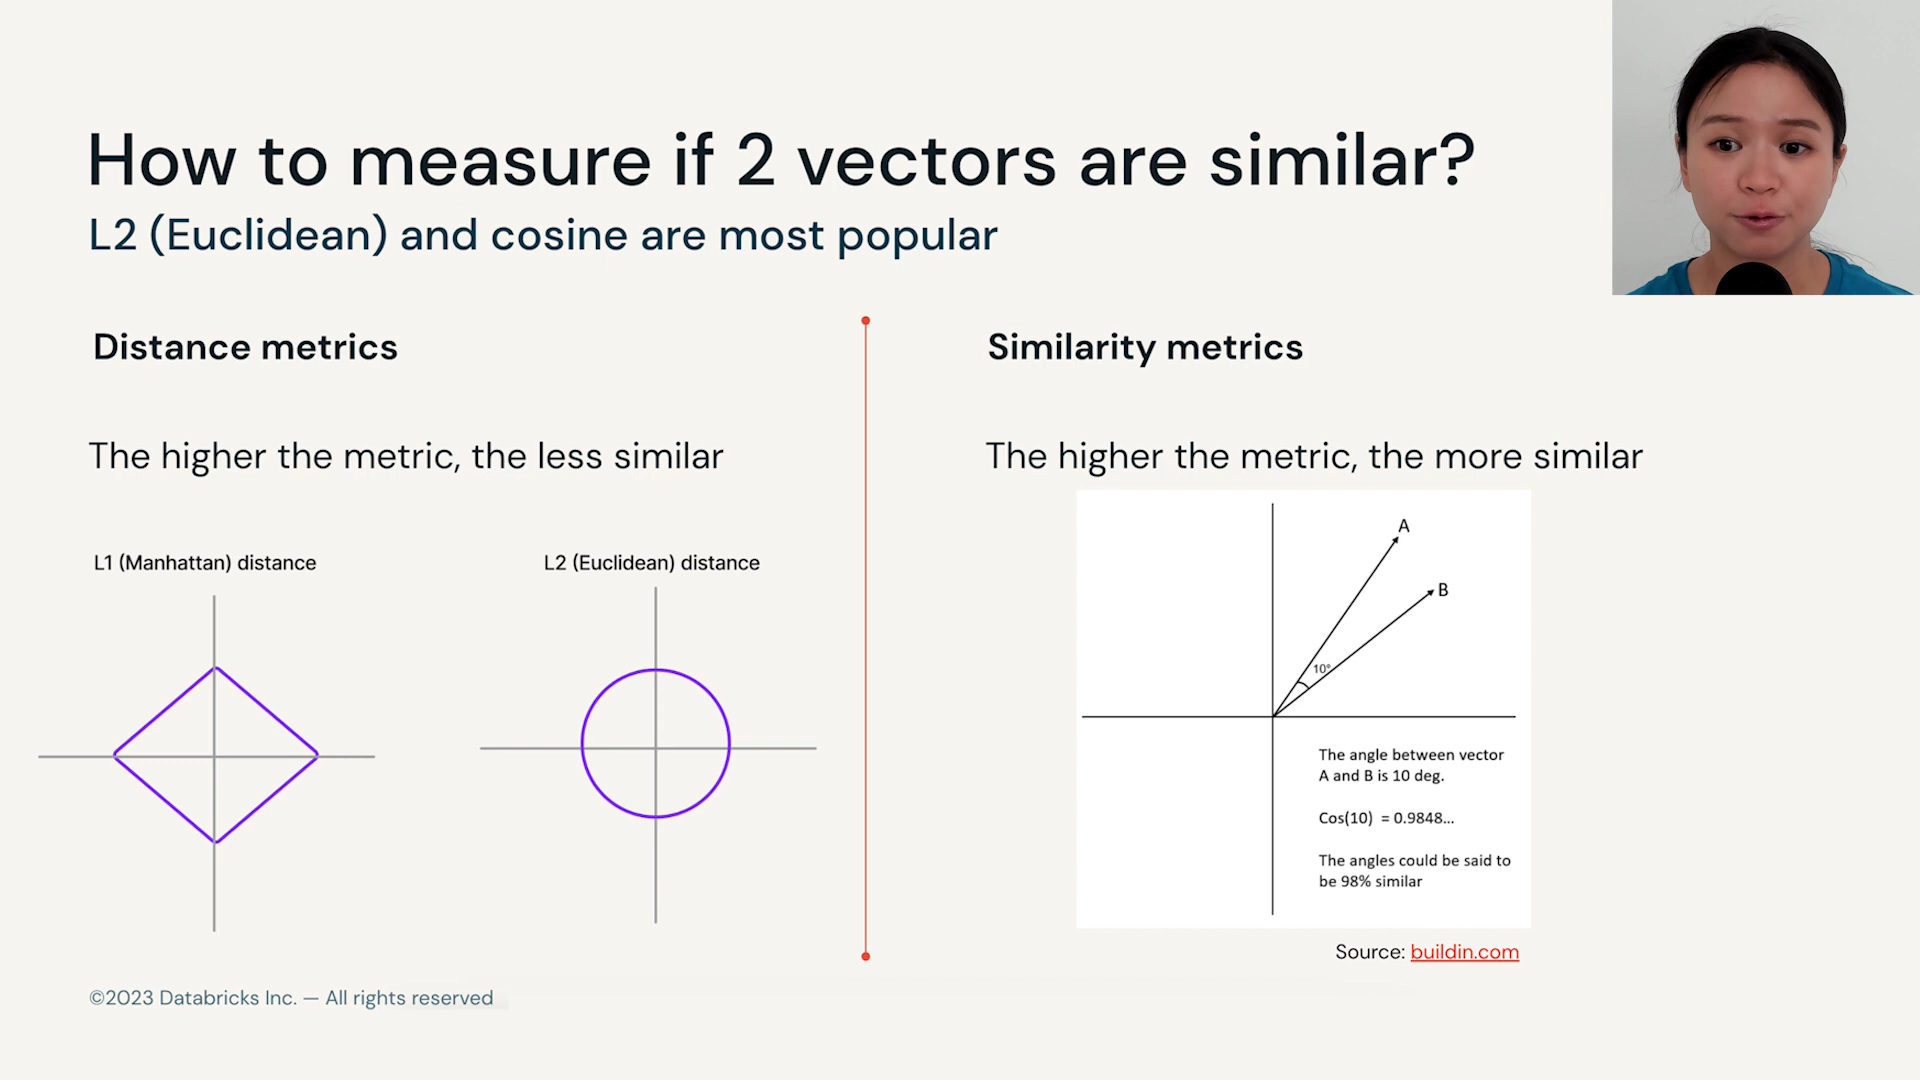 How to measure if 2 vectors are similar?
L2 (Euclidean) and cosine are most popular
Distance metrics
The higher the metric, the less similar
L1 (Manhattan) distance
L2 (Euclidean) distance
Similarity metrics
The higher the metric, the more similar
A
B
10°
The angle between vector
A and B is 10 deg.
Cos(10) = 0.9848...
The angles could be said to
be 98% similar
Source: buildin.com
©2023 Databricks Inc. — All rights reserved